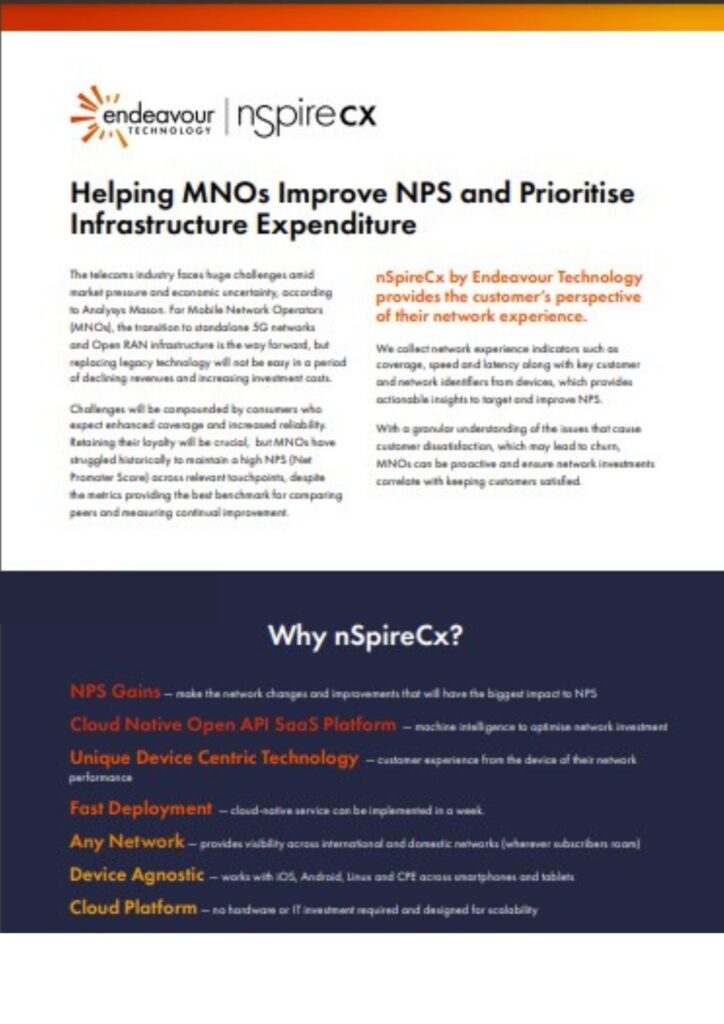 endeavour
TECHNOLOGY
nspirecx
Helping MNOs Improve NPS and Prioritise
Infrastructure Expenditure
The telecoms industry faces huge challenges amid
market pressure and economic uncertainty, according
to Analysys Mason. For Mobile Network Operators
(MNOs), the transition to standalone 5G networks
and Open RAN infrastructure is the way forward, but
replacing legacy technology will not be easy in a period
of declining revenues and increasing investment costs.
Challenges will be compounded by consumers who
expect enhanced coverage and increased reliability.
Retaining their loyalty will be crucial, but MNOs have
struggled historically to maintain a high NPS (Net
Promoter Score) across relevant touchpoints, despite
the metrics providing the best benchmark for comparing
peers and measuring continual improvement.
nSpireCx by Endeavour Technology
provides the customer's perspective
of their network experience.
We collect network experience indicators such as
coverage, speed and latency along with key customer
and network identifiers from devices, which provides
actionable insights to target and improve NPS.
With a granular understanding of the issues that cause
customer dissatisfaction, which may lead to churn,
MNOs can be proactive and ensure network investments
correlate with keeping customers satisfied.
Why nSpireCx?
NPS Gains – make the network changes and improvements that will have the biggest impact to NPS
Cloud Native Open API SaaS Platform – machine intelligence to optimise network investment
Unique Device Centric Technology – customer experience from the device of their network
performance
Fast Deployment – cloud-native service can be implemented in a week.
Any Network – provides visibility across international and domestic networks (wherever subscribers roam)
Device Agnostic – works with iOS, Android, Linux and CPE across smartphones and tablets
Cloud Platform – no hardware or IT investment required and designed for scalability